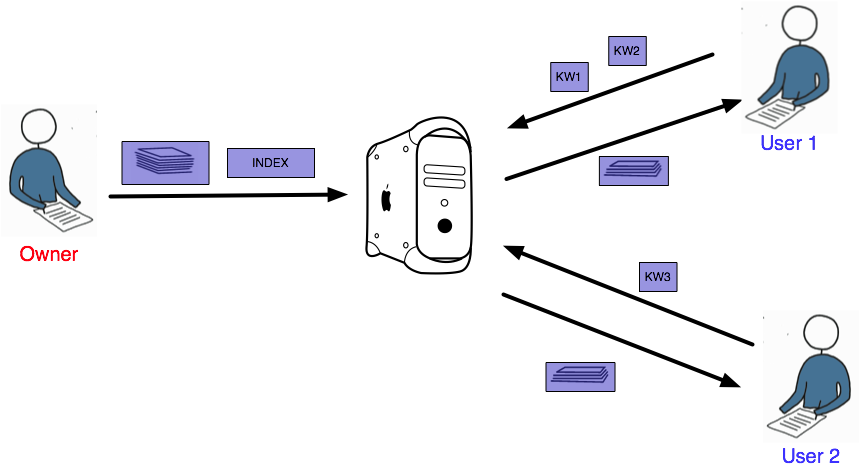 KW2
KW1
User 1
INDEX
Owner
KW3
User 2